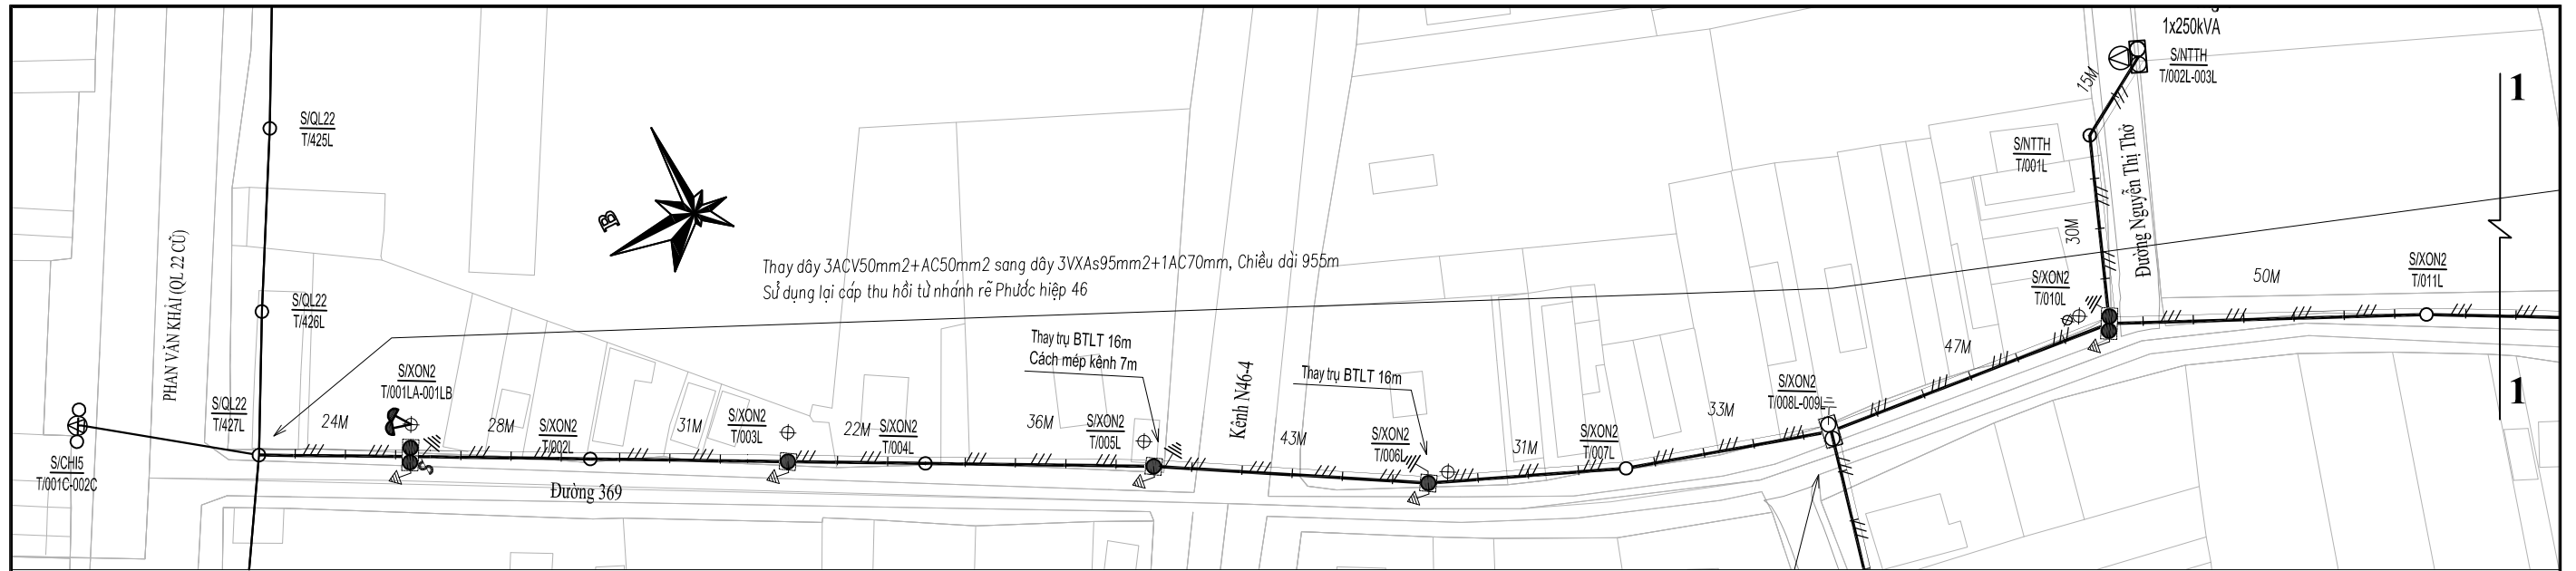 1x250kVA
S/NTTH
T/002L-003L
15M
1
S/QL22
T/425L
S/NTTH
T/001L
Đường Nguyễn Thị Thở
30M
B
PHAN VĂN KHẢI (QL 22 CŨ)
Thay dây 3ACV50mm2+AC50mm2 sang dây 3VXAs95mm2+1AC70mm, Chiều dài 955m
Sử dụng lại cáp thu hồi từ nhánh rẽ Phước hiệp 46
S/XON2
T/010L
50M
S/XON2
T/011L
S/QL22
T/426L
Thay trụ BTLT 16m
Cách mép kênh 7m
Kênh N46-4
Thay trụ BTLT 16m
47M
1
S/XON2
T/001LA-001LB
S/XON2
T/008L-009L
S/QL22
T/427L
24M
28M
S/XON2
T/002L
31M
S/XON2
T/003L
22M
S/XON2
T/004L
36M
S/XON2
T/005L
43M
S/XON2
T/006L
31M
S/XON2
T/007L
33M
S/CHI5
T/001C-002C
S
Đường 369